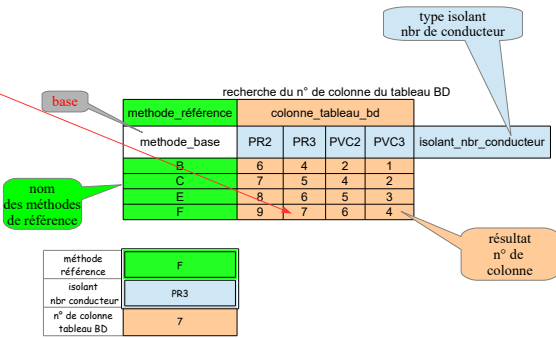 type isolant
nbr de conducteur
recherche du n° de colonne du tableau BD
base
methode_référence colonne_tableau_bd
methode_base PR2 PR3 PVC2 PVC3 isolant_nbr_conducteur
B 6 4 2 1
C 7 5 4 2
E 8 6 5 3
F 9 7 6 4
nom
des méthodes
de référence
résultat
n° de
colonne
méthode
référence
F
isolant
nbr conducteur
PR3
n° de colonne
tableau BD
7